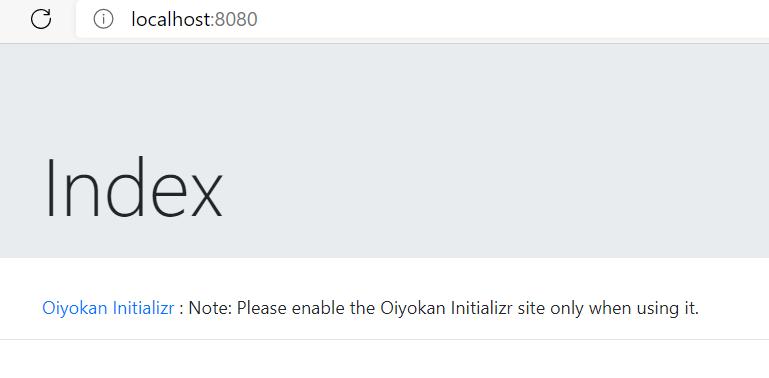 localhost:8080
Index
Oiyokan Initializr : Note: Please enable the Oiyokan Initializr site only when using it.